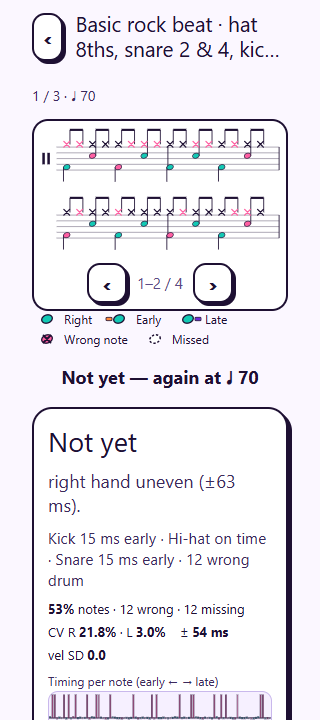 Basic rock beat · hat
8ths, snare 2 & 4, kic…
1 / 3 · ♩ 70
1–2 / 4
Right Early Late
Wrong note Missed
Not yet — again at ♩ 70
Not yet
right hand uneven (±63
ms).
Kick 15 ms early · Hi-hat on time
· Snare 15 ms early · 12 wrong
drum
53% notes · 12 wrong · 12 missing
CV R 21.8% · L 3.0% ± 54 ms
vel SD 0.0
Timing per note (early ← → late)